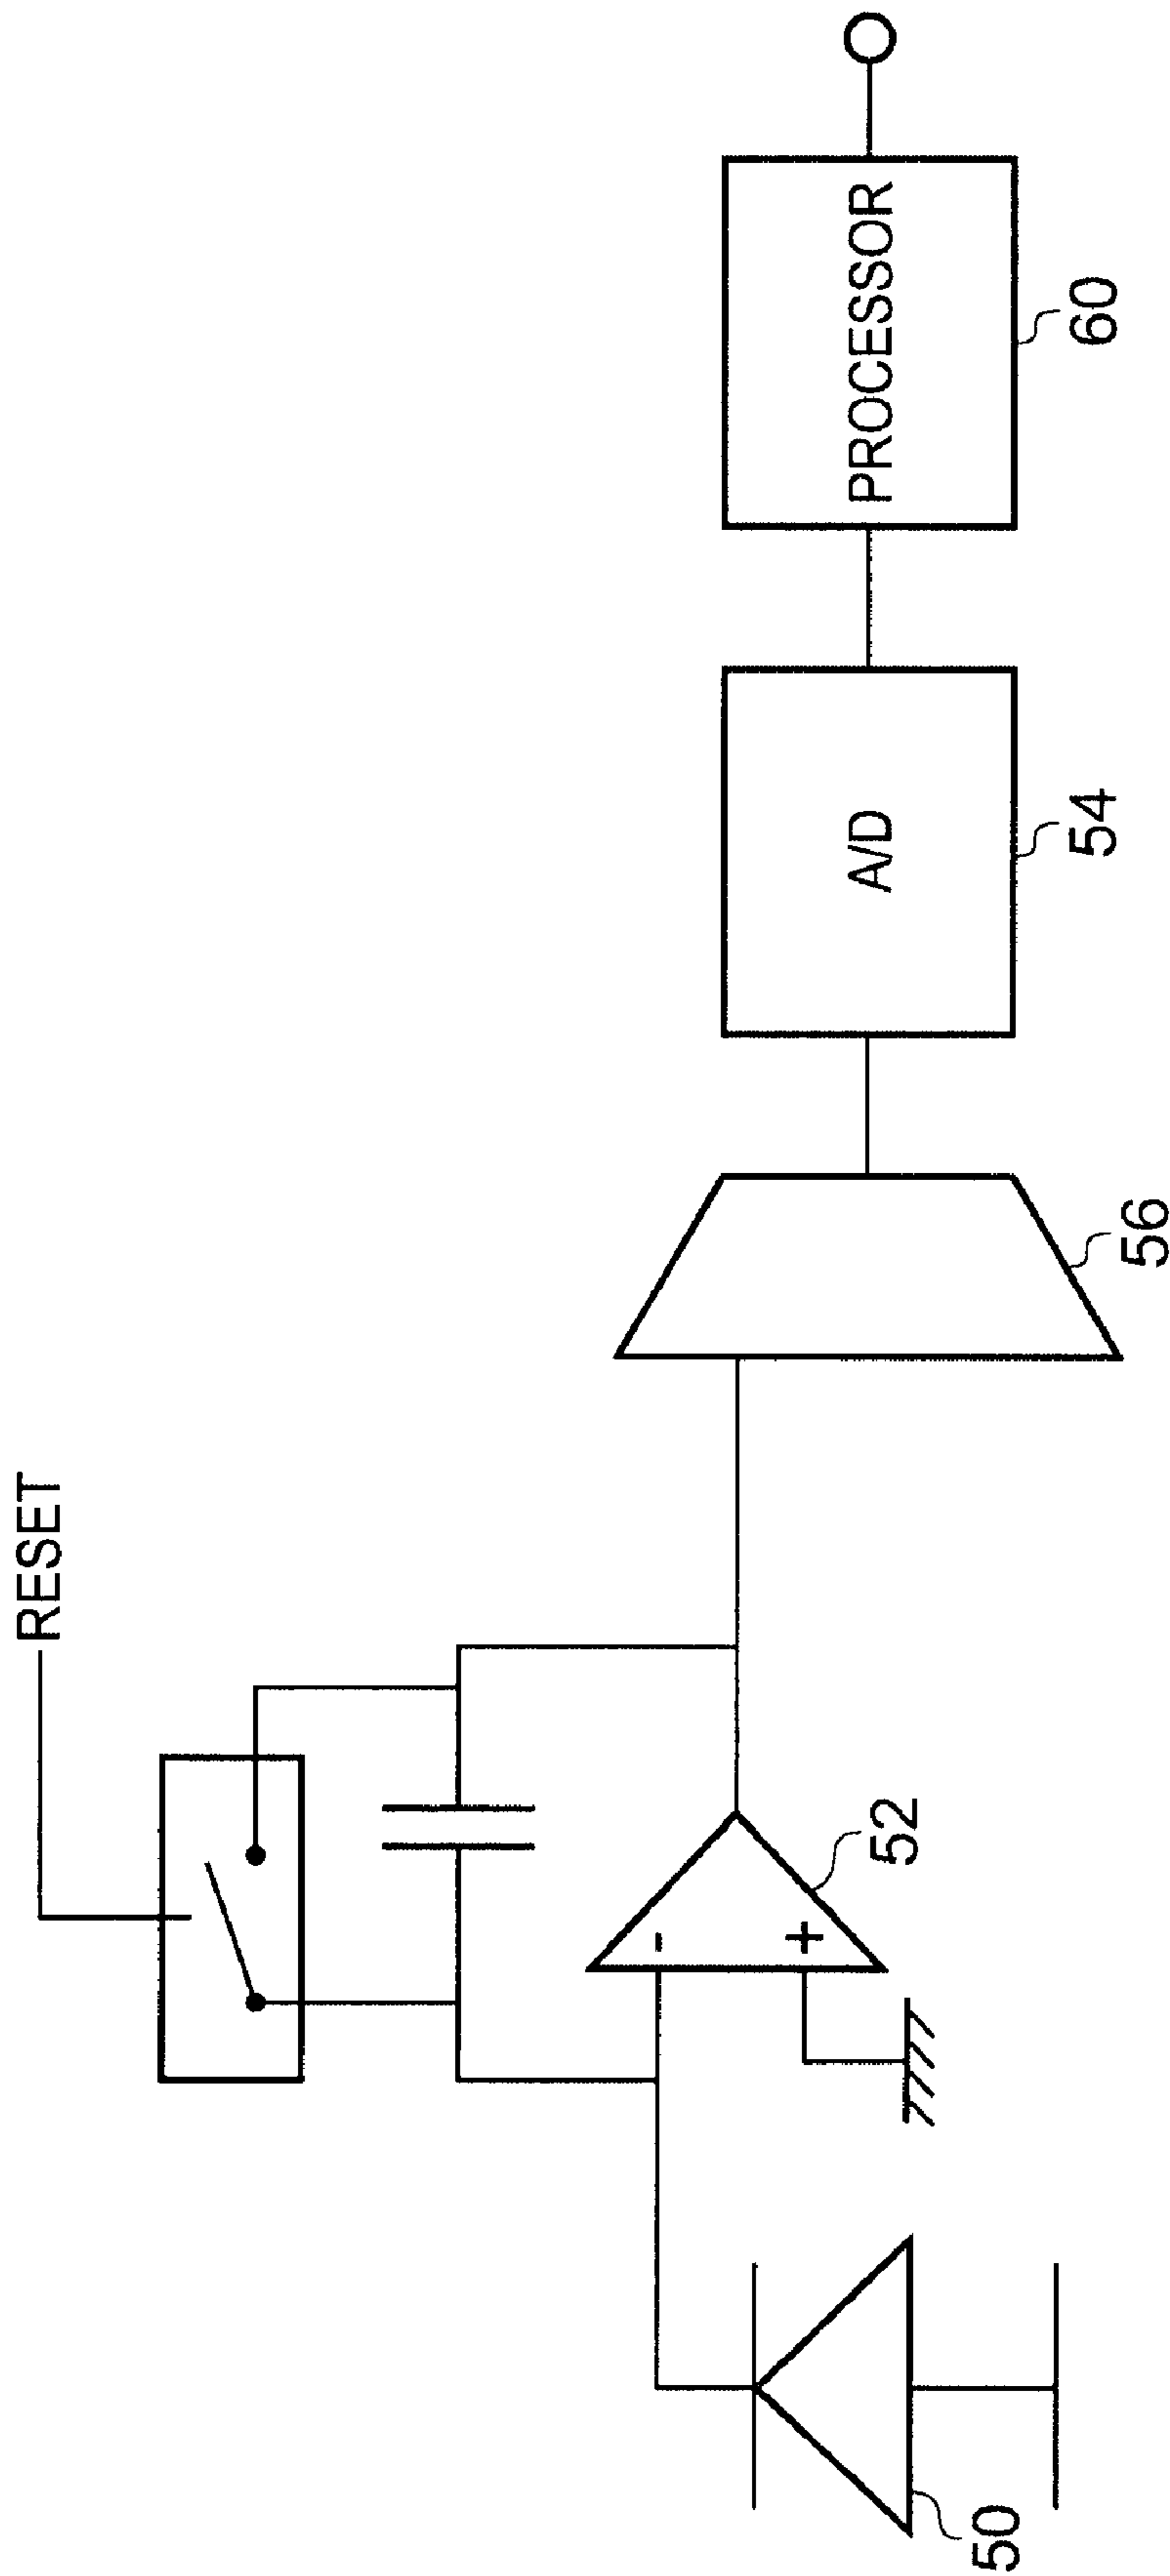 RESET
50
-
+
52
56
A/D
54
PROCESSOR
60